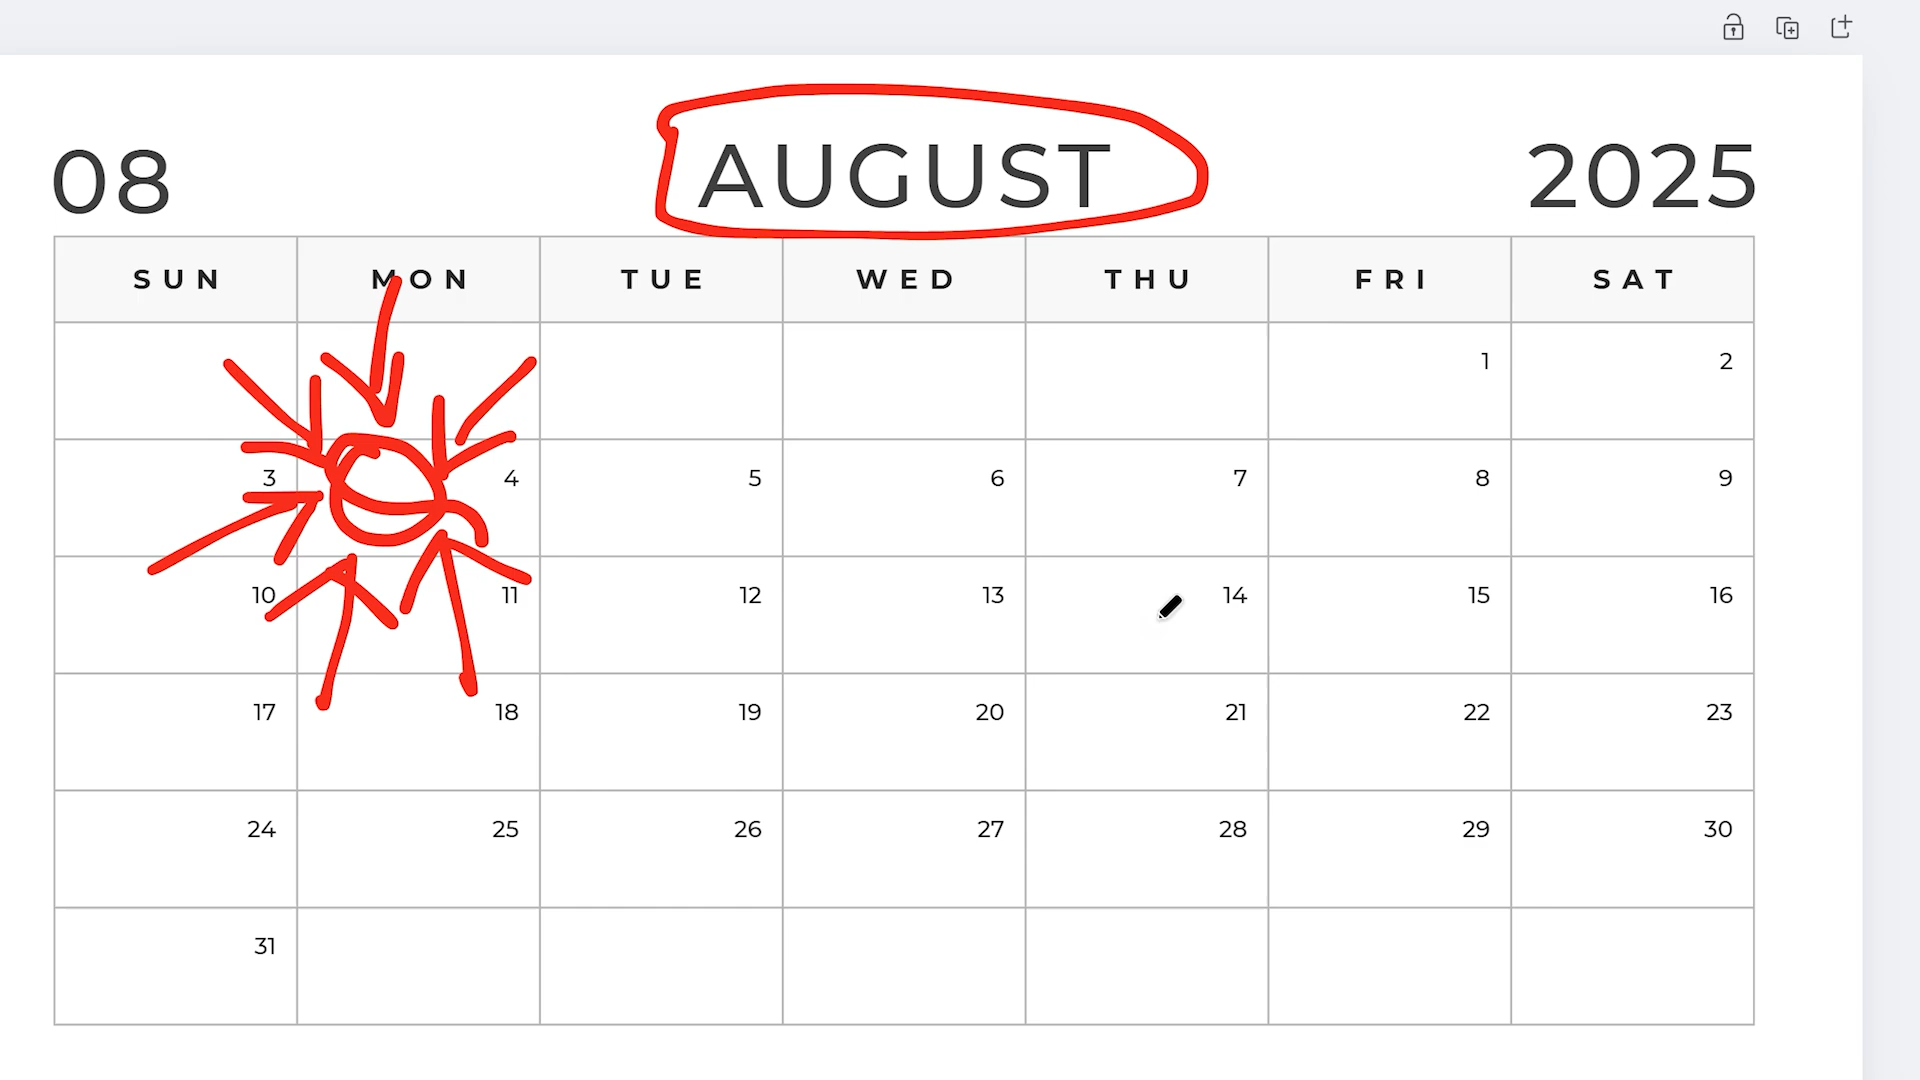 08 AUGUST 2025
SUN MON TUE WED THU FRI SAT
1 2
3 4 5 6 7 8 9
10 11 12 13 14 15 16
17 18 19 20 21 22 23
24 25 26 27 28 29 30
31